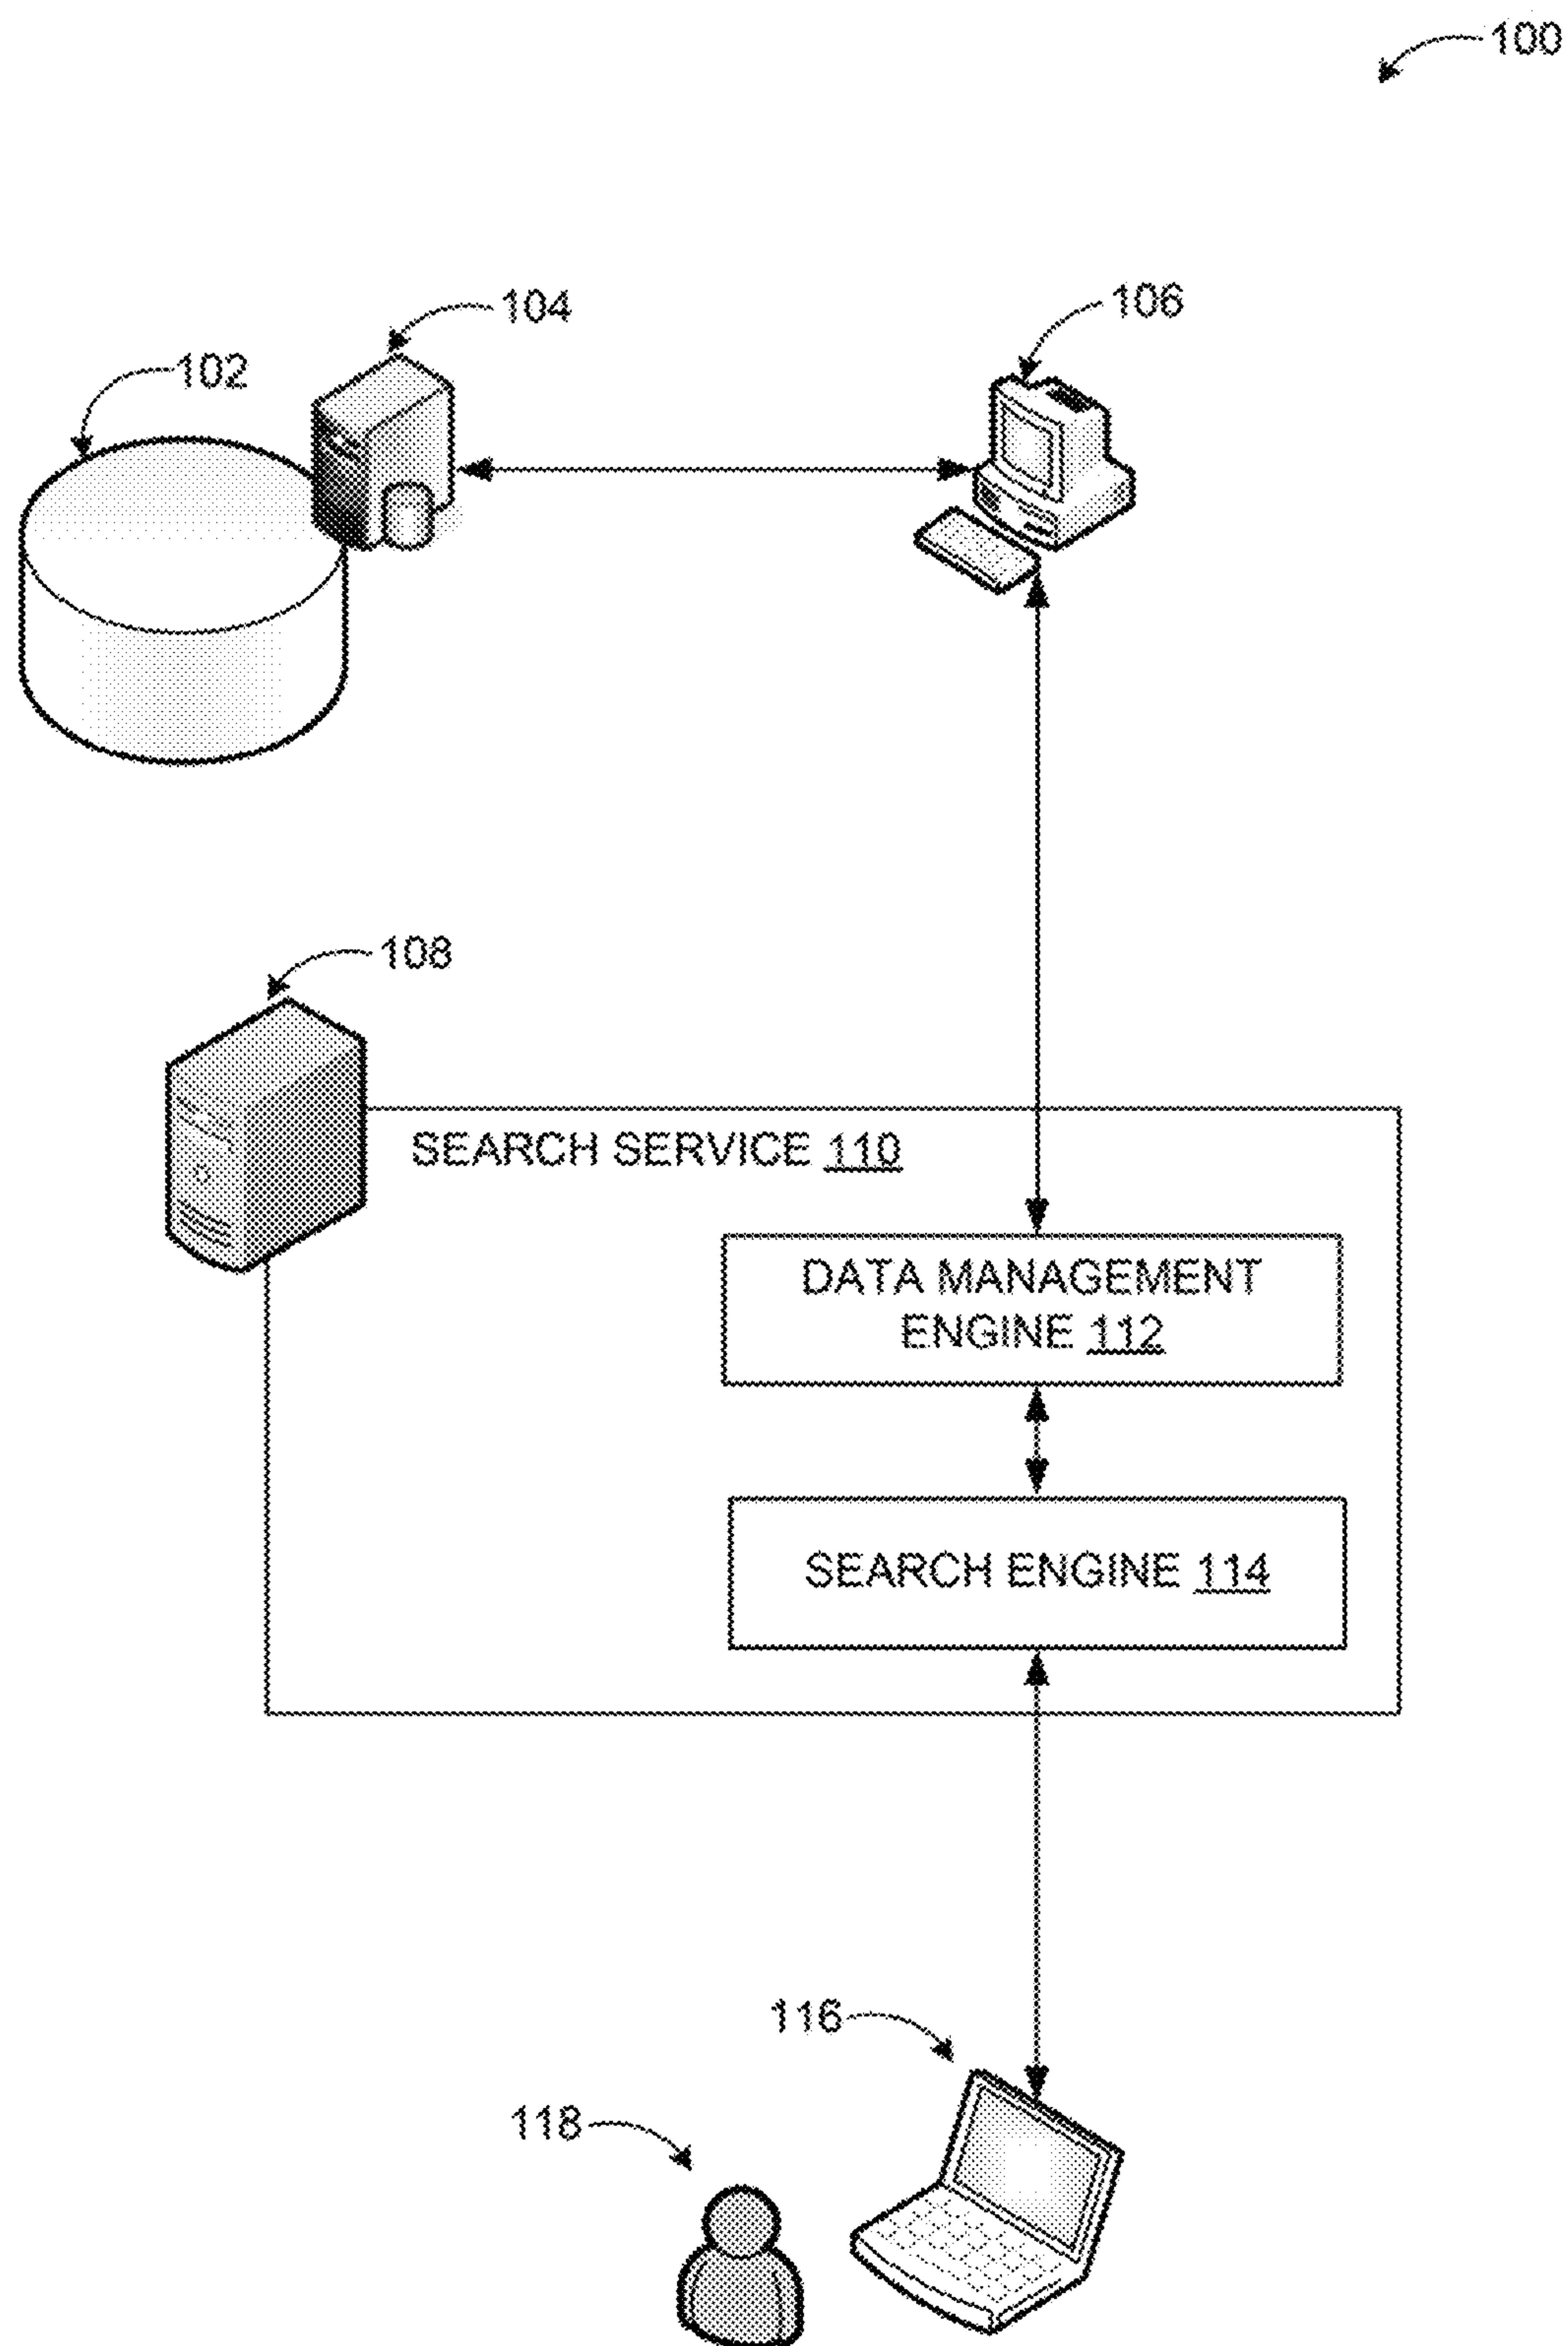 100
104
106
102
108
SEARCH SERVICE 110
DATA MANAGEMENT
ENGINE 112
SEARCH ENGINE 114
116
118